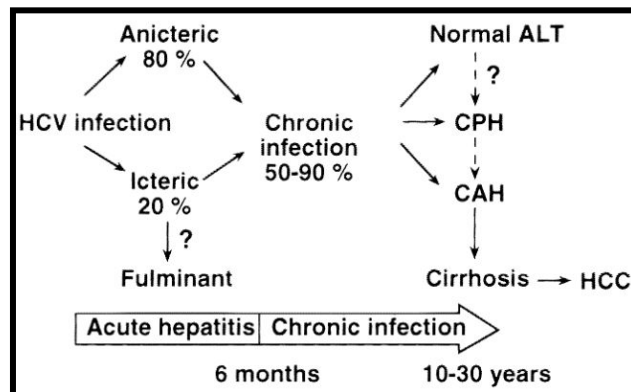 Anicteric
80 %
Normal ALT
?
HCV infection
Chronic
infection
50-90 %
CPH
Icteric
20 %
CAH
?
Fulminant
Cirrhosis
HCC
Acute hepatitis
Chronic infection
6 months
10-30 years